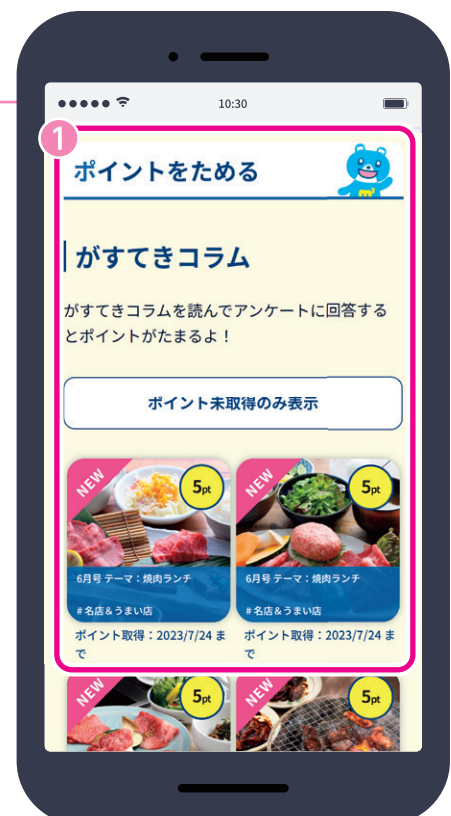 10:30
1
ポイントをためる
がすてきコラム
がすてきコラムを読んでアンケートに回答する
とポイントがたまるよ！
ポイント未取得のみ表示
NEW
5pt
6月号 テーマ：焼肉ランチ
#名店&うまい店
ポイント取得：2023/7/24 ま
で
NEW
5pt
6月号 テーマ：焼肉ランチ
#名店&うまい店
ポイント取得：2023/7/24 ま
で
NEW
5pt
NEW
5pt